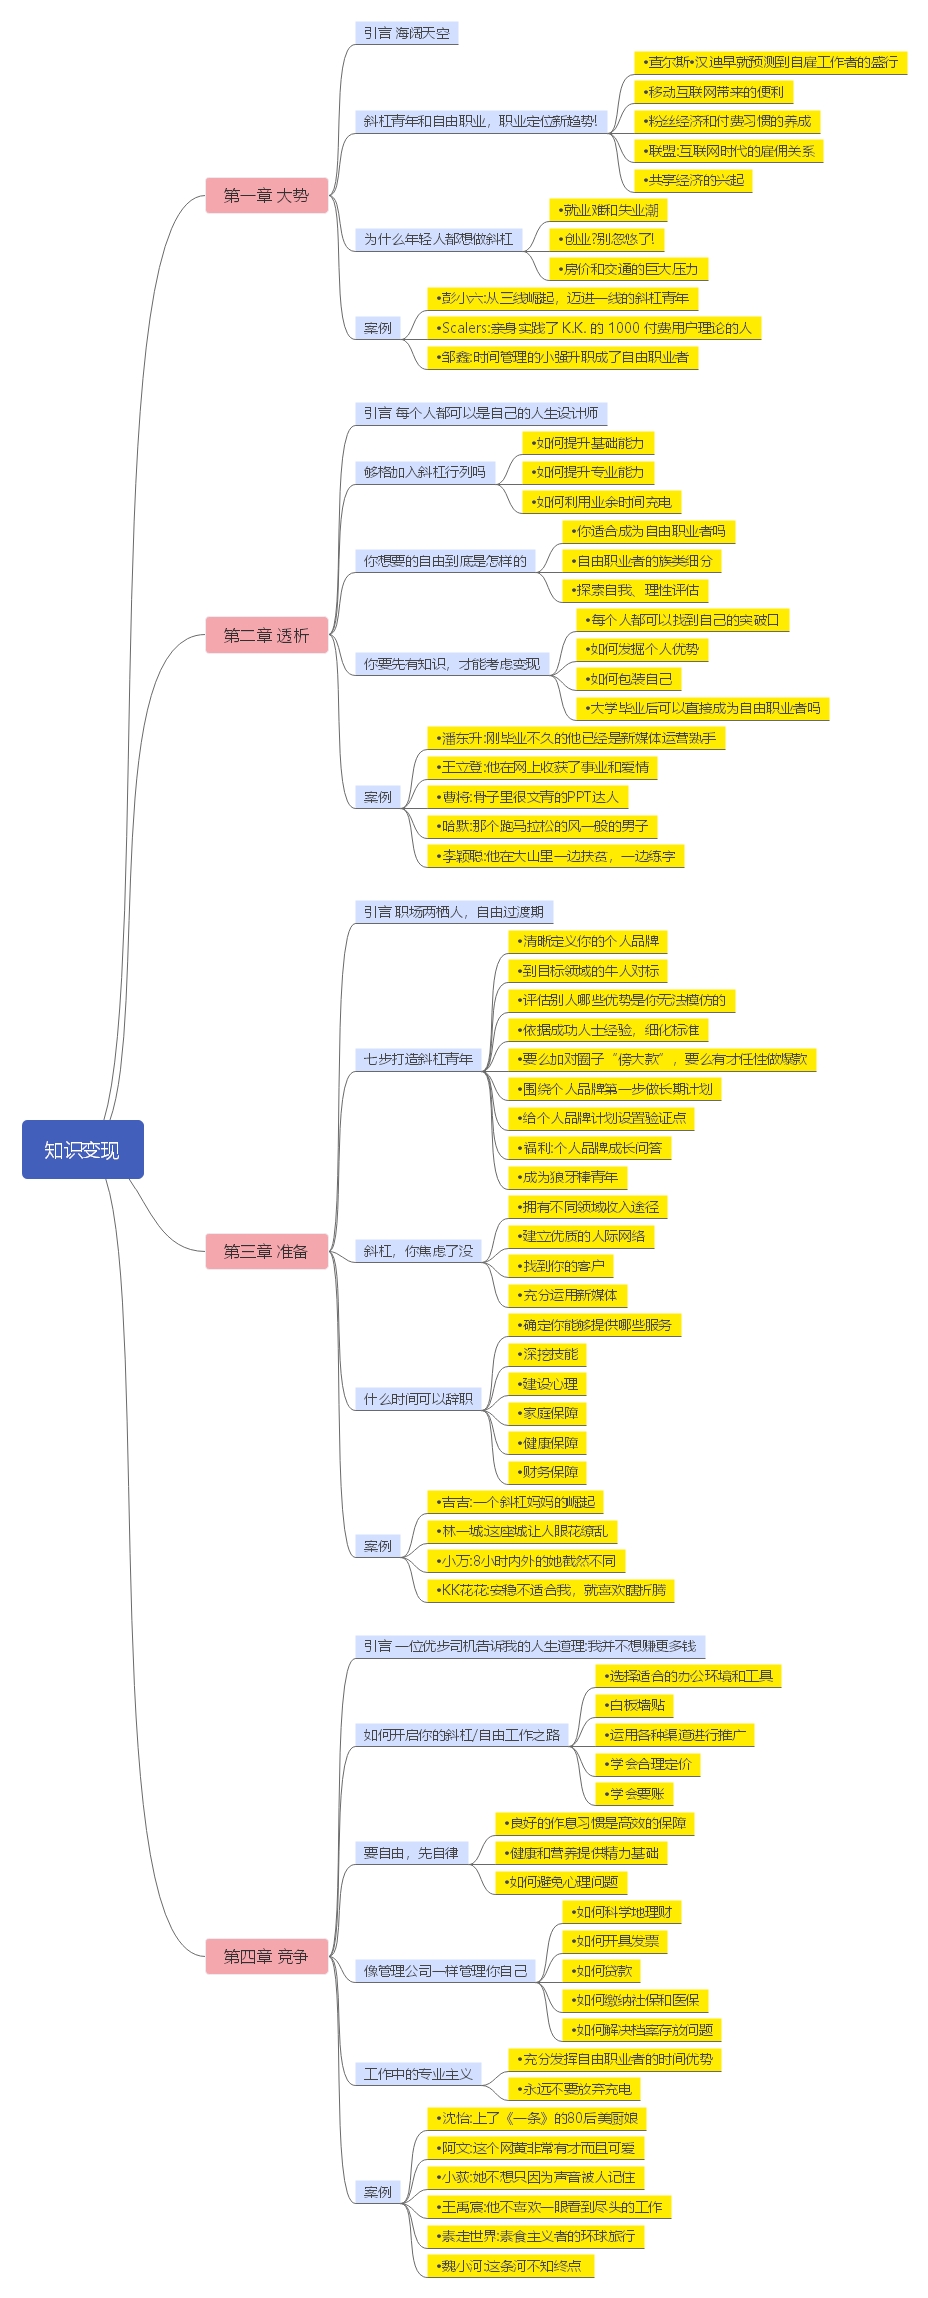 知识变现
第一章 大势
引言 海阔天空
斜杠青年和自由职业，职业定位新趋势!
•查尔斯•汉迪早就预测到自雇工作者的盛行
•移动互联网带来的便利
•粉丝经济和付费习惯的养成
•联盟:互联网时代的雇佣关系
•共享经济的兴起
为什么年轻人都想做斜杠
•就业难和失业潮
•创业?别忽悠了!
•房价和交通的巨大压力
案例
•彭小六:从三线崛起，迈进一线的斜杠青年
•Scalers:亲身实践了 K.K. 的 1000 付费用户理论的人
•邹鑫:时间管理的小强升职成了自由职业者
第二章 透析
引言 每个人都可以是自己的人生设计师
够格加入斜杠行列吗
•如何提升基础能力
•如何提升专业能力
•如何利用业余时间充电
你想要的自由到底是怎样的
•你适合成为自由职业者吗
•自由职业者的族类细分
•探索自我、理性评估
你要先有知识，才能考虑变现
•每个人都可以找到自己的突破口
•如何发掘个人优势
•如何包装自己
•大学毕业后可以直接成为自由职业者吗
案例
•潘东升:刚毕业不久的他已经是新媒体运营熟手
•王立登:他在网上收获了事业和爱情
•曹将:骨子里很文青的PPT达人
•哈默:那个跑马拉松的风一般的男子
•李颖聪:他在大山里一边扶贫，一边练字
第三章 准备
引言 职场两栖人，自由过渡期
七步打造斜杠青年
•清晰定义你的个人品牌
•到目标领域的牛人对标
•评估别人哪些优势是你无法模仿的
•依据成功人士经验，细化标准
•要么加对圈子“傍大款”，要么有才任性做爆款
•围绕个人品牌第一步做长期计划
•给个人品牌计划设置验证点
•福利:个人品牌成长问答
•成为狼牙棒青年
斜杠，你焦虑了没
•拥有不同领域收入途径
•建立优质的人际网络
•找到你的客户
•充分运用新媒体
什么时间可以辞职
•确定你能够提供哪些服务
•深挖技能
•建设心理
•家庭保障
•健康保障
•财务保障
案例
•吉吉:一个斜杠妈妈的崛起
•林一城:这座城让人眼花缭乱
•小万:8小时内外的她截然不同
•KK花花:安稳不适合我，就喜欢瞎折腾
第四章 竞争
引言 一位优步司机告诉我的人生道理:我并不想赚更多钱
如何开启你的斜杠/自由工作之路
•选择适合的办公环境和工具
•白板墙贴
•运用各种渠道进行推广
•学会合理定价
•学会要账
要自由，先自律
•良好的作息习惯是高效的保障
•健康和营养提供精力基础
•如何避免心理问题
像管理公司一样管理你自己
•如何科学地理财
•如何开具发票
•如何贷款
•如何缴纳社保和医保
•如何解决档案存放问题
工作中的专业主义
•充分发挥自由职业者的时间优势
•永远不要放弃充电
案例
•沈怡:上了《一条》的80后美厨娘
•阿文:这个网黄非常有才而且可爱
•小荻:她不想只因为声音被人记住
•王禹宸:他不喜欢一眼看到尽头的工作
•素走世界:素食主义者的环球旅行
•魏小河:这条河不知终点